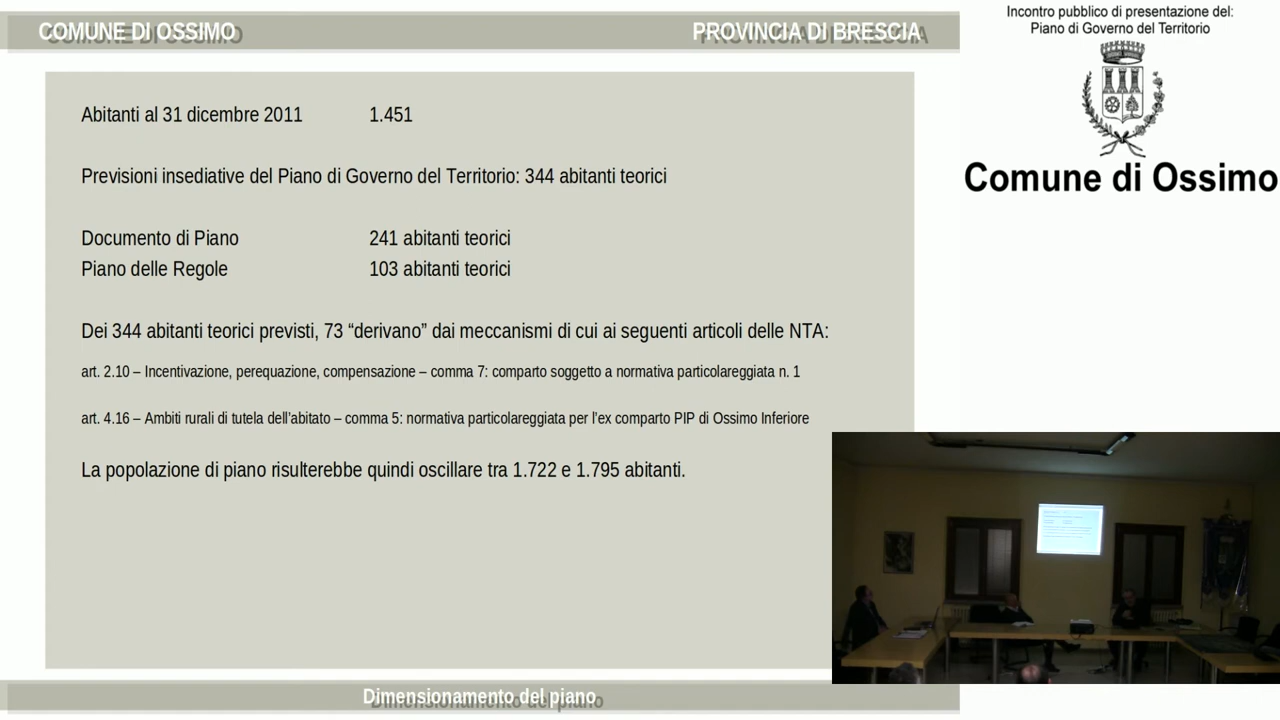 COMUNE DI OSSIMO
PROVINCIA DI BRESCIA
Incontro pubblico di presentazione del:
Piano di Governo del Territorio
Comune di Ossimo
Abitanti al 31 dicembre 2011 1.451
Previsioni insediative del Piano di Governo del Territorio: 344 abitanti teorici
Documento di Piano 241 abitanti teorici
Piano delle Regole 103 abitanti teorici
Dei 344 abitanti teorici previsti, 73 “derivano” dai meccanismi di cui ai seguenti articoli delle NTA:
art. 2.10 – Incentivazione, perequazione, compensazione – comma 7: comparto soggetto a normativa particolareggiata n. 1
art. 4.16 – Ambiti rurali di tutela dell’abitato – comma 5: normativa particolareggiata per l’ex comparto PIP di Ossimo Inferiore
La popolazione di piano risulterebbe quindi oscillare tra 1.722 e 1.795 abitanti.
Dimensionamento del piano